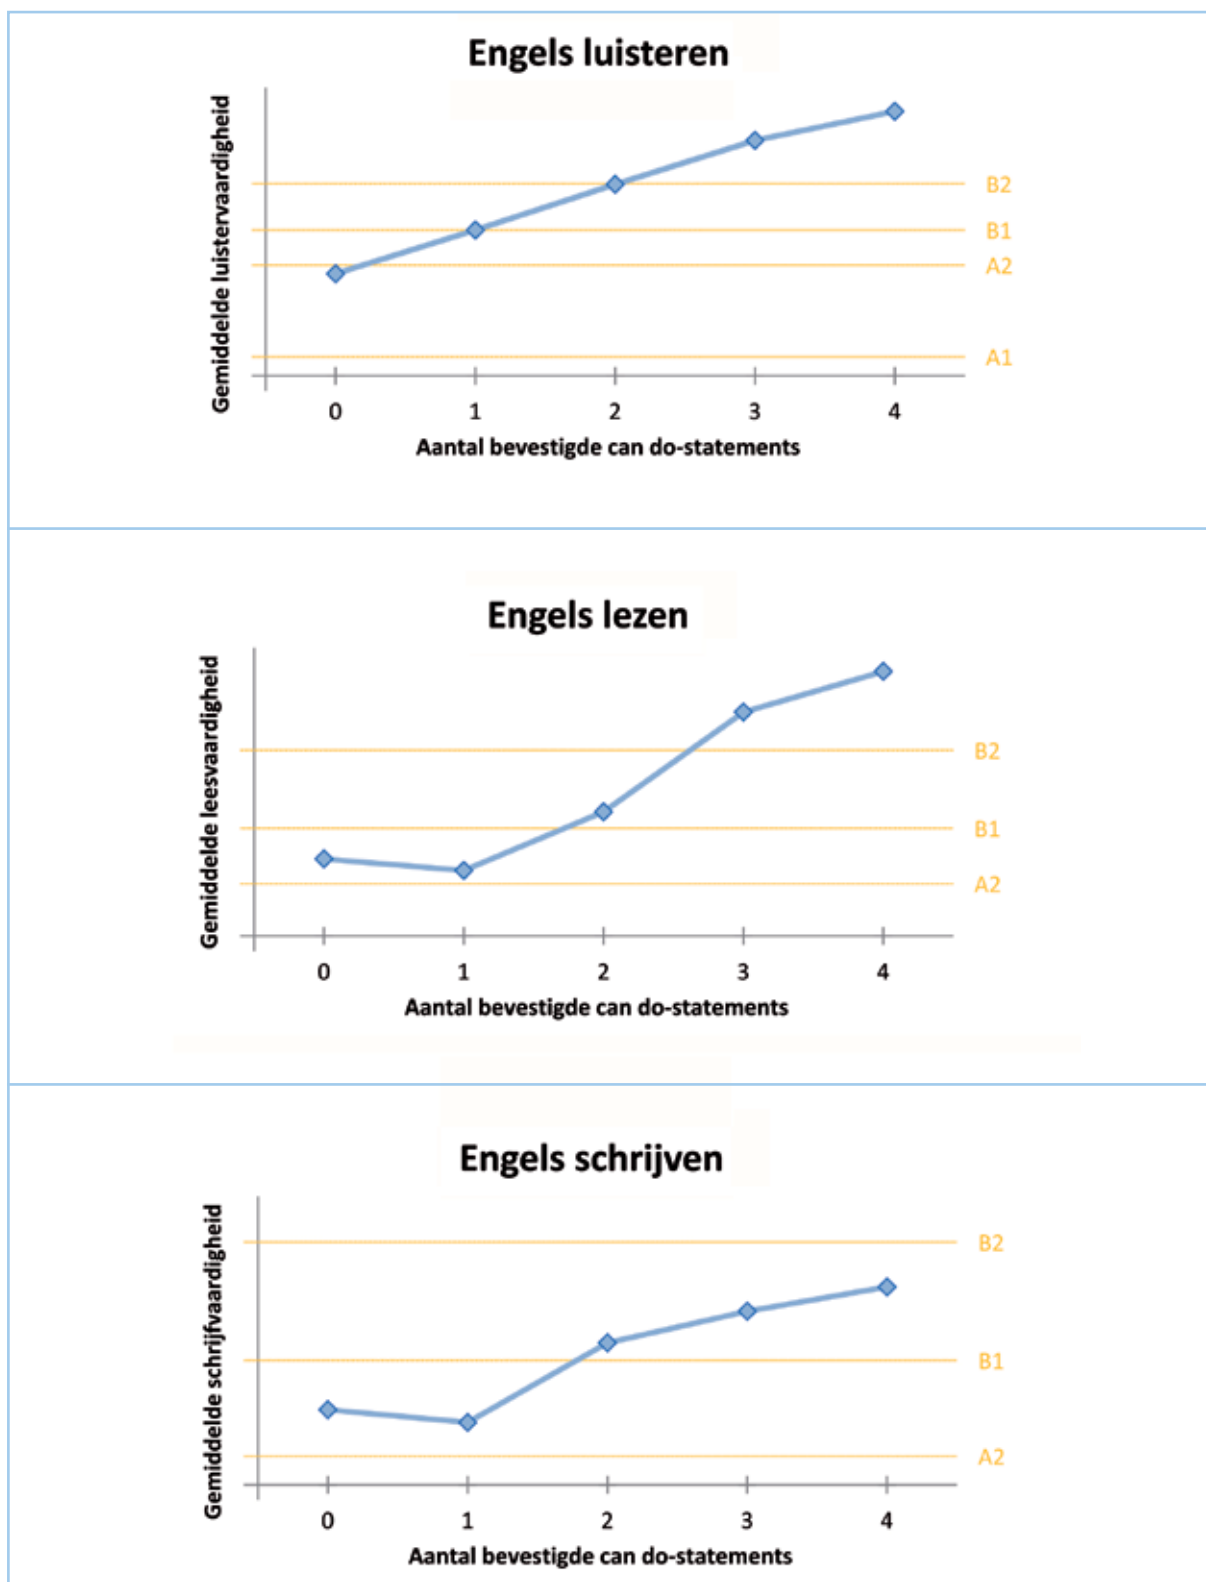 Engels luisteren
Gemiddelde luistervaardigheid
B2
B1
A2
A1
0 1 2 3 4
Aantal bevestigde can do-statements
Engels lezen
Gemiddelde leesvaardigheid
B2
B1
A2
0 1 2 3 4
Aantal bevestigde can do-statements
Engels schrijven
Gemiddelde schrijfvaardigheid
B2
B1
A2
0 1 2 3 4
Aantal bevestigde can do-statements